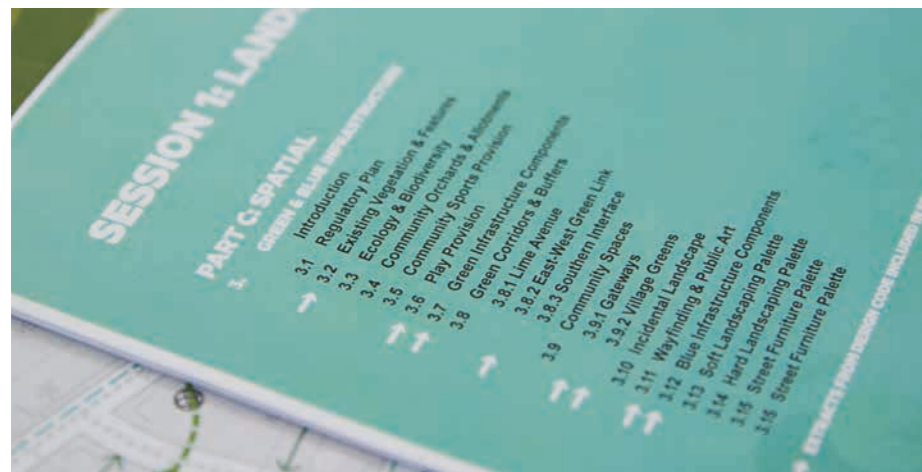 SESSION 1: LAND
PART C: SPATIAL
3. GREEN & BLUE INFRASTRUCTURE
Introduction
3.1 Regulatory Plan
3.2 Existing Vegetation & Features
3.3 Ecology & Biodiversity
3.4 Community Orchards & Allotments
3.5 Community Sports Provision
3.6 Play Provision
3.7 Green Infrastructure Components
3.8 Green Corridors & Buffers
3.8.1 Lime Avenue
3.8.2 East-West Green Link
3.8.3 Southern Interface
3.9 Community Spaces
3.9.1 Gateways
3.9.2 Village Greens
3.10 Incidental Landscape
3.11 Wayfinding & Public Art
3.12 Blue Infrastructure Components
3.13 Soft Landscaping Palette
3.14 Hard Landscaping Palette
3.15 Street Furniture Palette
3.15 Street Furniture Palette
EXTRACTS FROM DESIGN CODE